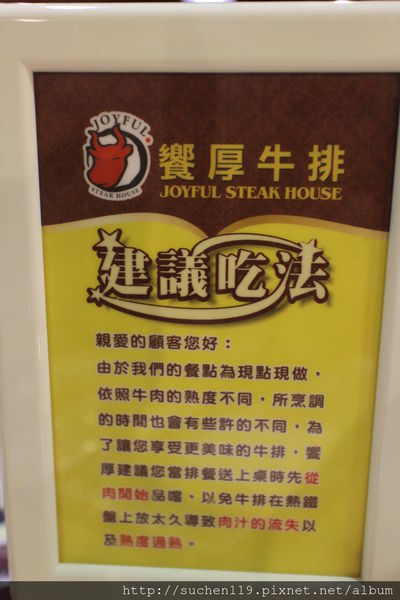 JOYFUL
STEAK HOUSE
饗厚牛排
JOYFUL STEAK HOUSE
建議吃法
親愛的顧客您好：
由於我們的餐點為現點現做，
依照牛肉的熟度不同，所烹調
的時間也會有些許的不同，為
了讓您享受更美味的牛排，饗
厚建議您當排餐送上桌時先從
肉開始品嚐，以免牛排在熱鐵
盤上放太久導致肉汁的流失以
及熟度過熟。
http://suchen119.pixnet.net/album